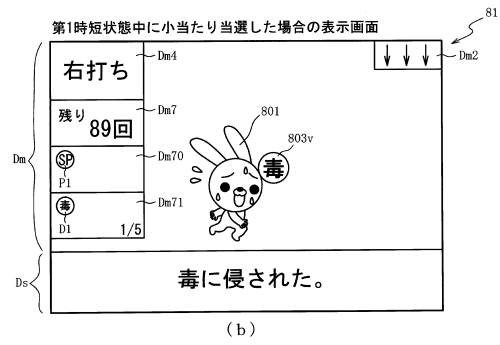 第1時短状態中に小当たり当選した場合の表示画面
81
右打ち
Dm4
↓↓↓
Dm2
残り
89回
Dm7
801
803v
毒
Dm
SP
P1
Dm70
毒
D1
1/5
Dm71
Ds
毒に侵された。
(b)